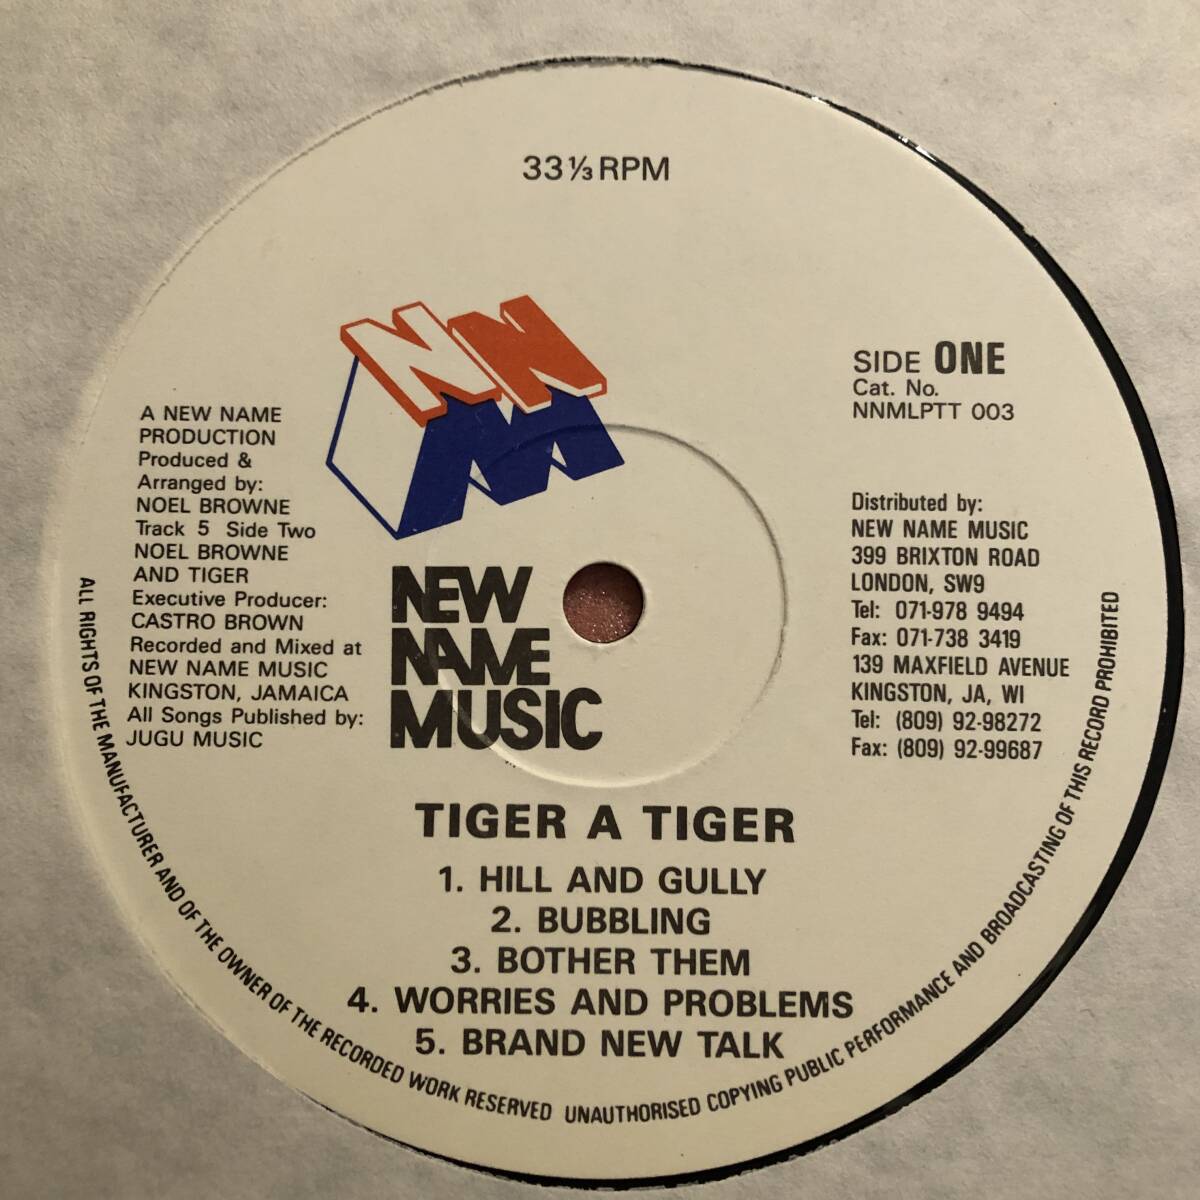 33⅓RPM
NNM
NEW
NAME
MUSIC
A NEW NAME
PRODUCTION
Produced &
Arranged by:
NOEL BROWNE
Track 5 Side Two
NOEL BROWNE
AND TIGER
Executive Producer:
CASTRO BROWN
Recorded and Mixed at
NEW NAME MUSIC
KINGSTON, JAMAICA
All Songs Published by:
JUGU MUSIC
SIDE ONE
Cat. No.
NNMLPTT 003
Distributed by:
NEW NAME MUSIC
399 BRIXTON ROAD
LONDON, SW9
Tel: 071-978 9494
Fax: 071-738 3419
139 MAXFIELD AVENUE
KINGSTON, JA, WI
Tel: (809) 92-98272
Fax: (809) 92-99687
TIGER A TIGER
1. HILL AND GULLY
2. BUBBLING
3. BOTHER THEM
4. WORRIES AND PROBLEMS
5. BRAND NEW TALK
ALL RIGHTS OF THE MANUFACTURER AND OF THE OWNER OF THE RECORDED WORK RESERVED UNAUTHORISED COPYING PUBLIC PERFORMANCE AND BROADCASTING OF THIS RECORD PROHIBITED